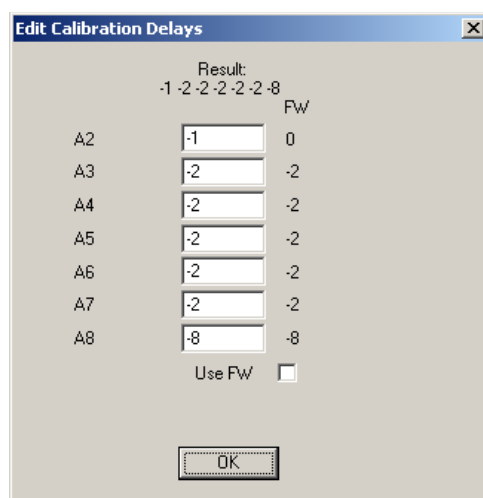 Edit Calibration Delays
Result:
-1 -2 -2 -2 -2 -2 -8
FW
A2 -1 0
A3 -2 -2
A4 -2 -2
A5 -2 -2
A6 -2 -2
A7 -2 -2
A8 -8 -8
Use FW
OK